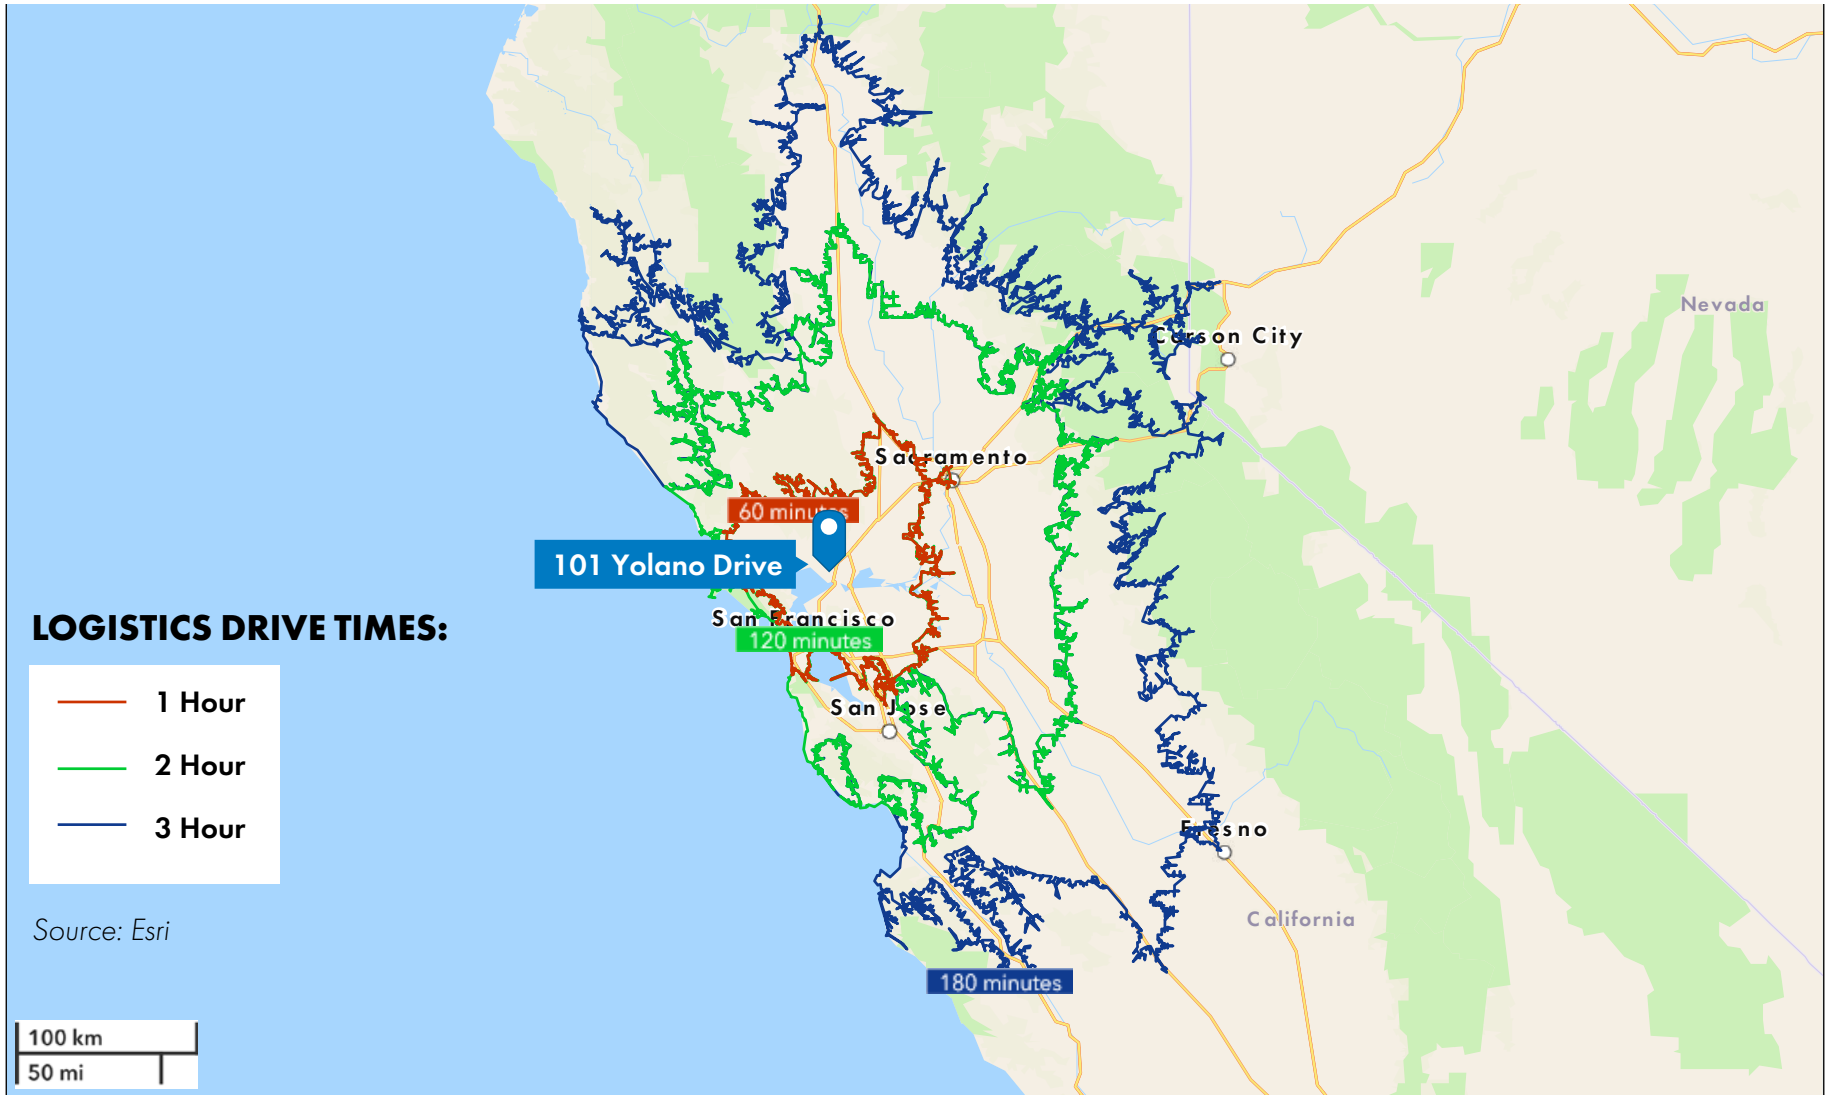 Nevada
Carson City
Sacramento
60 minutes
101 Yolano Drive
San Francisco
120 minutes
LOGISTICS DRIVE TIMES:
1 Hour
2 Hour
3 Hour
San Jose
Fresno
California
Source: Esri
180 minutes
100 km
50 mi